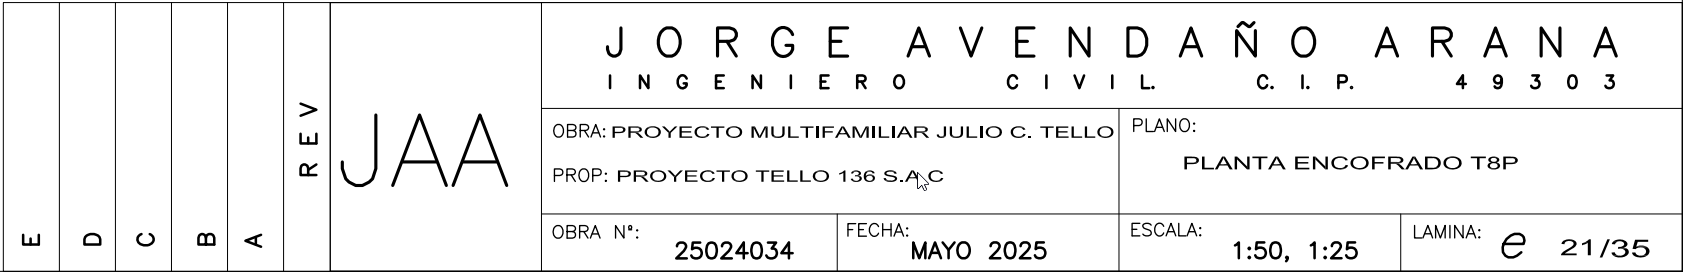 E
D
C
B
A
REV
JAA
JORGE AVENDAÑO ARANA
INGENIERO CIVIL. C.I.P. 49303
OBRA: PROYECTO MULTIFAMILIAR JULIO C. TELLO
PROP: PROYECTO TELLO 136 S.A.C
PLANO:
PLANTA ENCOFRADO T8P
OBRA N°: 25024034
FECHA: MAYO 2025
ESCALA: 1:50, 1:25
LAMINA: e 21/35